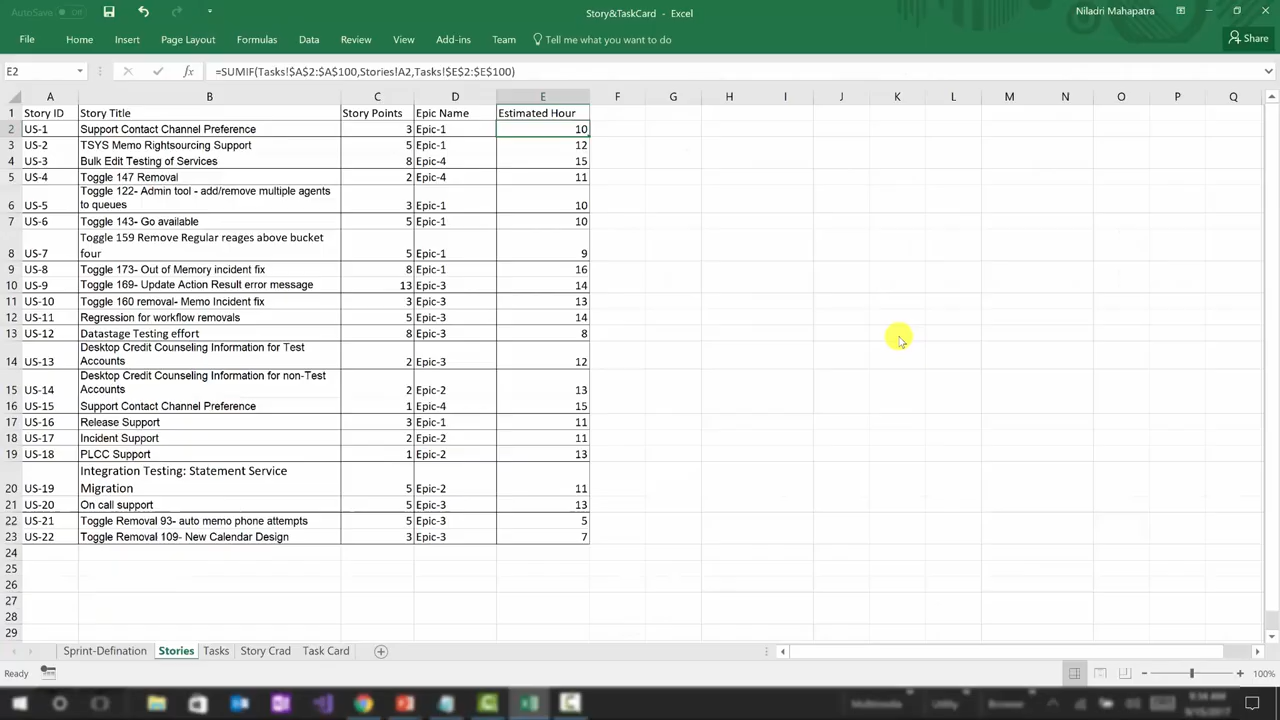 AutoSave Off
Story&TaskCard - Excel
Niladri Mahapatra
File Home Insert Page Layout Formulas Data Review View Add-ins Team Tell me what you want to do
Share
E2 fx =SUMIF(Tasks!$A$2:$A$100,Stories!A2,Tasks!$E$2:$E$100)
A B C D E F G H I J K L M N O P Q
1 Story ID Story Title Story Points Epic Name Estimated Hour
2 US-1 Support Contact Channel Preference 3 Epic-1 10
3 US-2 TSYS Memo Rightsourcing Support 5 Epic-1 12
4 US-3 Bulk Edit Testing of Services 8 Epic-4 15
5 US-4 Toggle 147 Removal 2 Epic-4 11
Toggle 122- Admin tool - add/remove multiple agents
6 US-5 to queues 3 Epic-1 10
7 US-6 Toggle 143- Go available 5 Epic-1 10
Toggle 159 Remove Regular reages above bucket
8 US-7 four 5 Epic-1 9
9 US-8 Toggle 173- Out of Memory incident fix 8 Epic-1 16
10 US-9 Toggle 169- Update Action Result error message 13 Epic-3 14
11 US-10 Toggle 160 removal- Memo Incident fix 3 Epic-3 13
12 US-11 Regression for workflow removals 5 Epic-3 14
13 US-12 Datastage Testing effort 8 Epic-3 8
Desktop Credit Counseling Information for Test
14 US-13 Accounts 2 Epic-3 12
Desktop Credit Counseling Information for non-Test
15 US-14 Accounts 2 Epic-2 13
16 US-15 Support Contact Channel Preference 1 Epic-4 15
17 US-16 Release Support 3 Epic-1 11
18 US-17 Incident Support 2 Epic-2 11
19 US-18 PLCC Support 1 Epic-2 13
Integration Testing: Statement Service
20 US-19 Migration 5 Epic-2 11
21 US-20 On call support 5 Epic-3 13
22 US-21 Toggle Removal 93- auto memo phone attempts 5 Epic-3 5
23 US-22 Toggle Removal 109- New Calendar Design 3 Epic-3 7
24
25
26
27
28
29
Sprint-Defination Stories Tasks Story Crad Task Card
Ready 100%
Multimedia Utility Browser 9:54 AM
9/15/2017